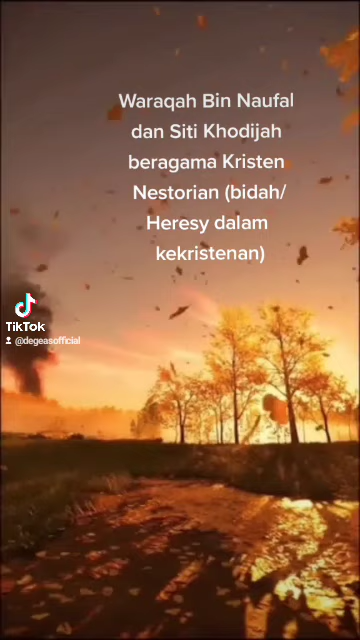 Waraqah Bin Naufal
dan Siti Khodijah
beragama Kristen
Nestorian (bidah/
Heresy dalam
kekristenan)
TikTok
@degeasofficial